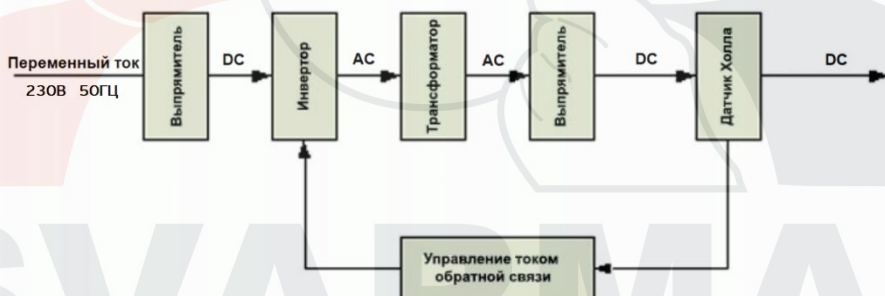 Переменный ток
230В 50ГЦ
Выпрямитель
DC
Инвертор
AC
Трансформатор
AC
Выпрямитель
DC
Датчик Холла
DC
Управление током
обратной связи
SVARMA